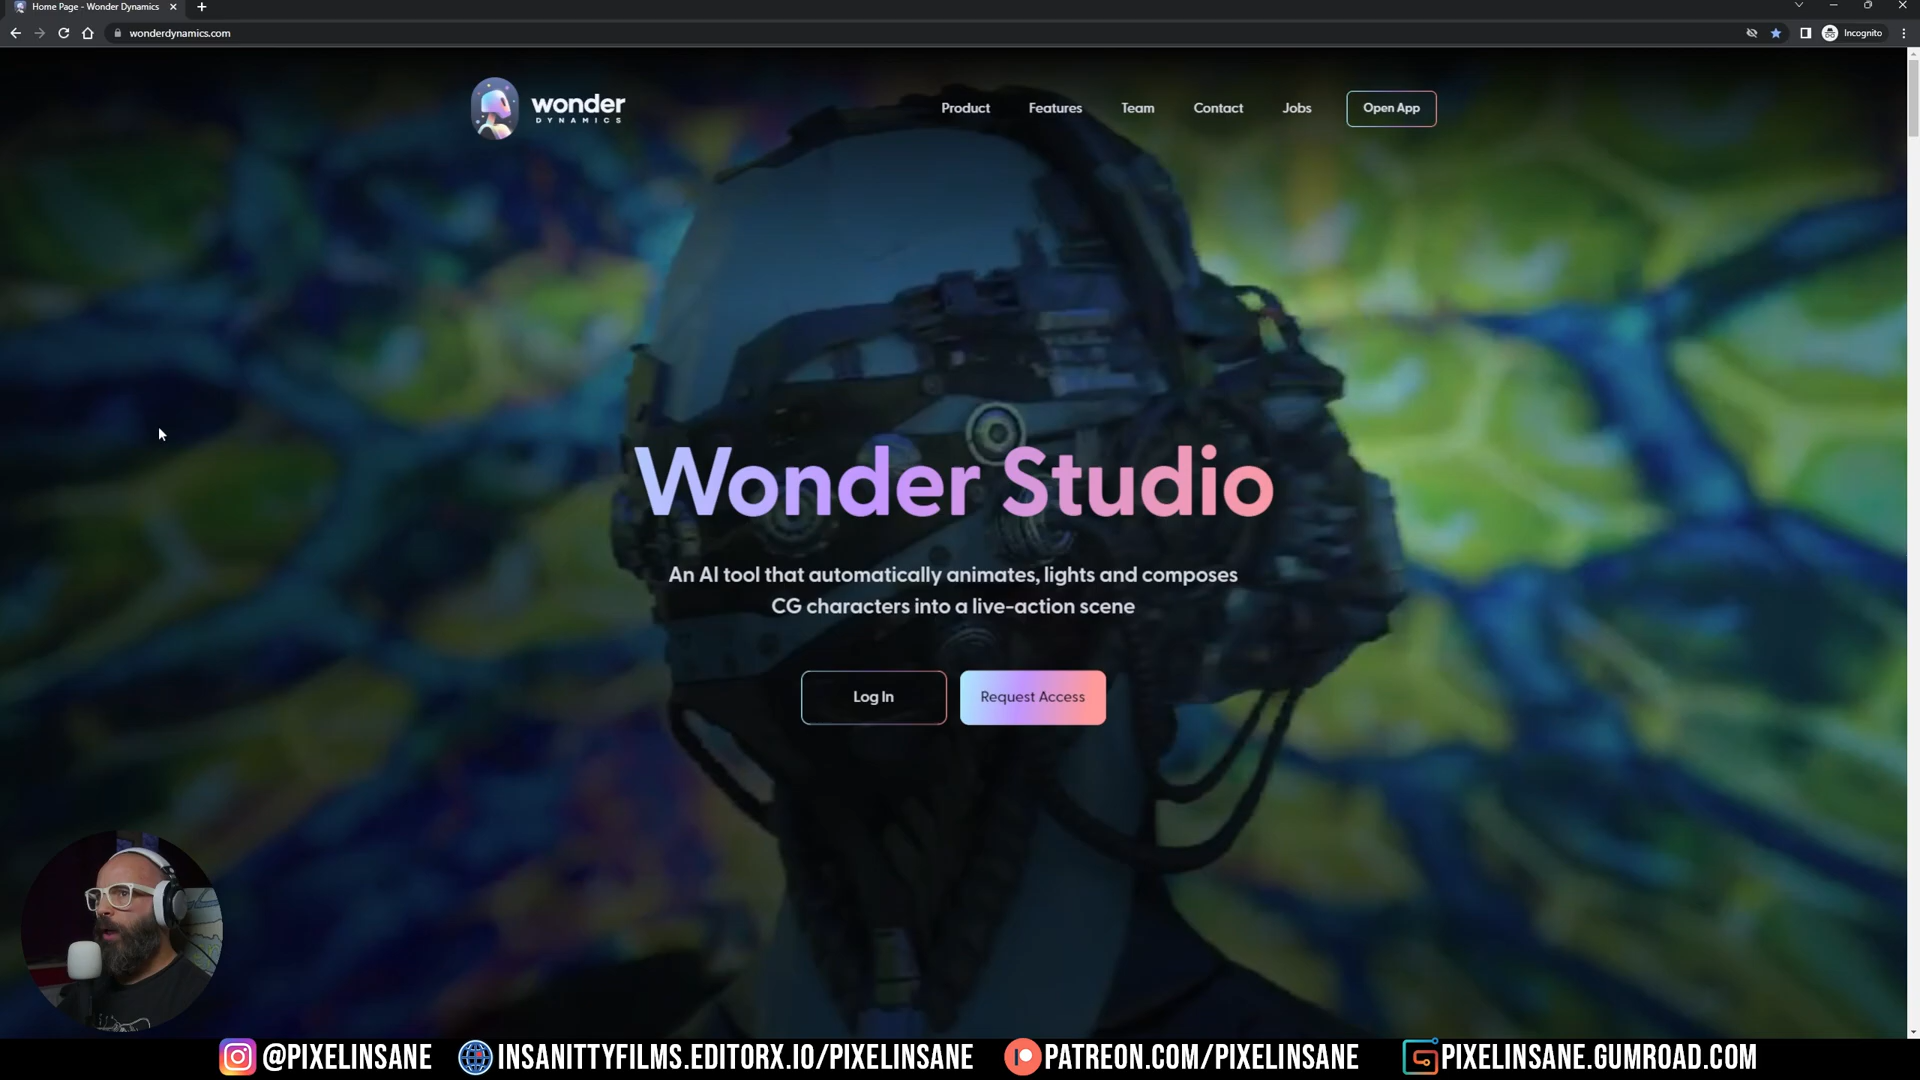 Home Page - Wonder Dynamics
wonderdynamics.com
Incognito
wonder
DYNAMICS
Product
Features
Team
Contact
Jobs
Open App
Wonder Studio
An AI tool that automatically animates, lights and composes
CG characters into a live-action scene
Log In
Request Access
@PIXELINSANE
INSANITTYFILMS.EDITORX.IO/PIXELINSANE
PATREON.COM/PIXELINSANE
PIXELINSANE.GUMROAD.COM